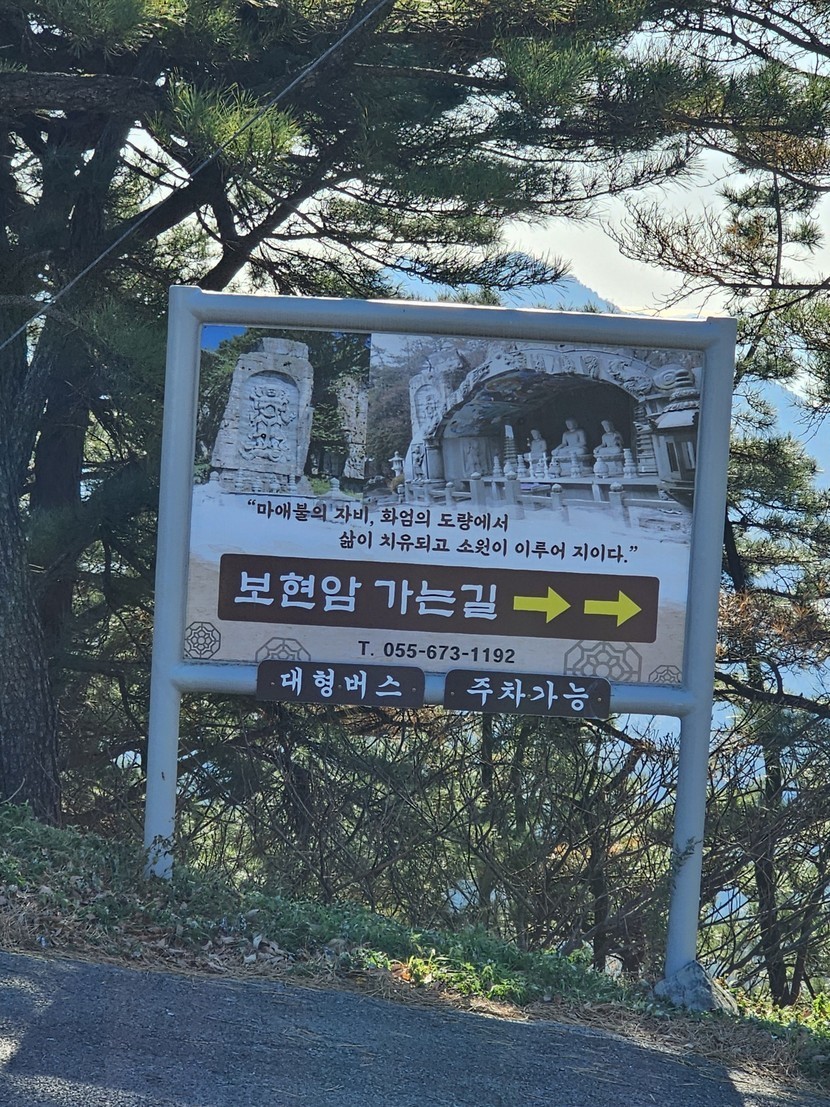 “마애불의 자비, 화엄의 도량에서
삶이 치유되고 소원이 이루어 지이다.”
보현암 가는길
T. 055-673-1192
대형버스 주차가능